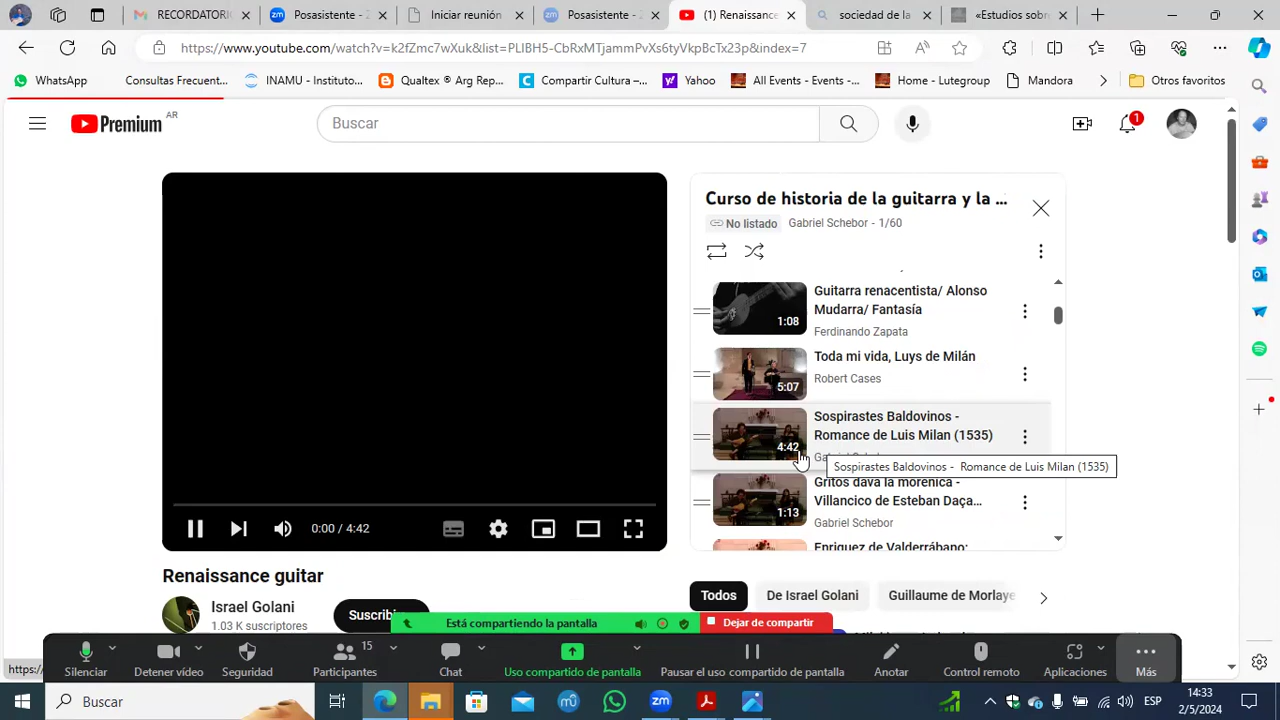 RECORDATORIO
Posasistente - Z
Iniciar reunión
Posasistente - Z
(1) Renaissance
sociedad de la
«Estudios sobr
https://www.youtube.com/watch?v=k2fZmc7wXuk&list=PLIBH5-CbRxMTjammPvXs6tyVkpBcTx23p&index=7
WhatsApp
Consultas Frecuent...
INAMU - Instituto...
Qualtex ® Arg Rep...
Compartir Cultura –...
Yahoo
All Events - Events -...
Home - Lutegroup
Mandora
Otros favoritos
Premium AR
Buscar
1
Curso de historia de la guitarra y la ...
No listado Gabriel Schebor - 1/60
Guitarra renacentista/ Alonso
Mudarra/ Fantasía
1:08
Ferdinando Zapata
Toda mi vida, Luys de Milán
Robert Cases
5:07
Sospirastes Baldovinos -
Romance de Luis Milan (1535)
4:42
Sospirastes Baldovinos - Romance de Luis Milan (1535)
Gritos dava la morenica -
Villancico de Esteban Daça...
1:13
Gabriel Schebor
Enriquez de Valderrábano:
0:00 / 4:42
Renaissance guitar
Israel Golani
1.03 K suscriptores
Todos
De Israel Golani
Guillaume de Morlaye
Está compartiendo la pantalla
Dejar de compartir
Silenciar
Detener video
Seguridad
15
Participantes
Chat
Uso compartido de pantalla
Pausar el uso compartido de pantalla
Anotar
Control remoto
Aplicaciones
Más
https:/
Buscar
ESP
14:33
2/5/2024